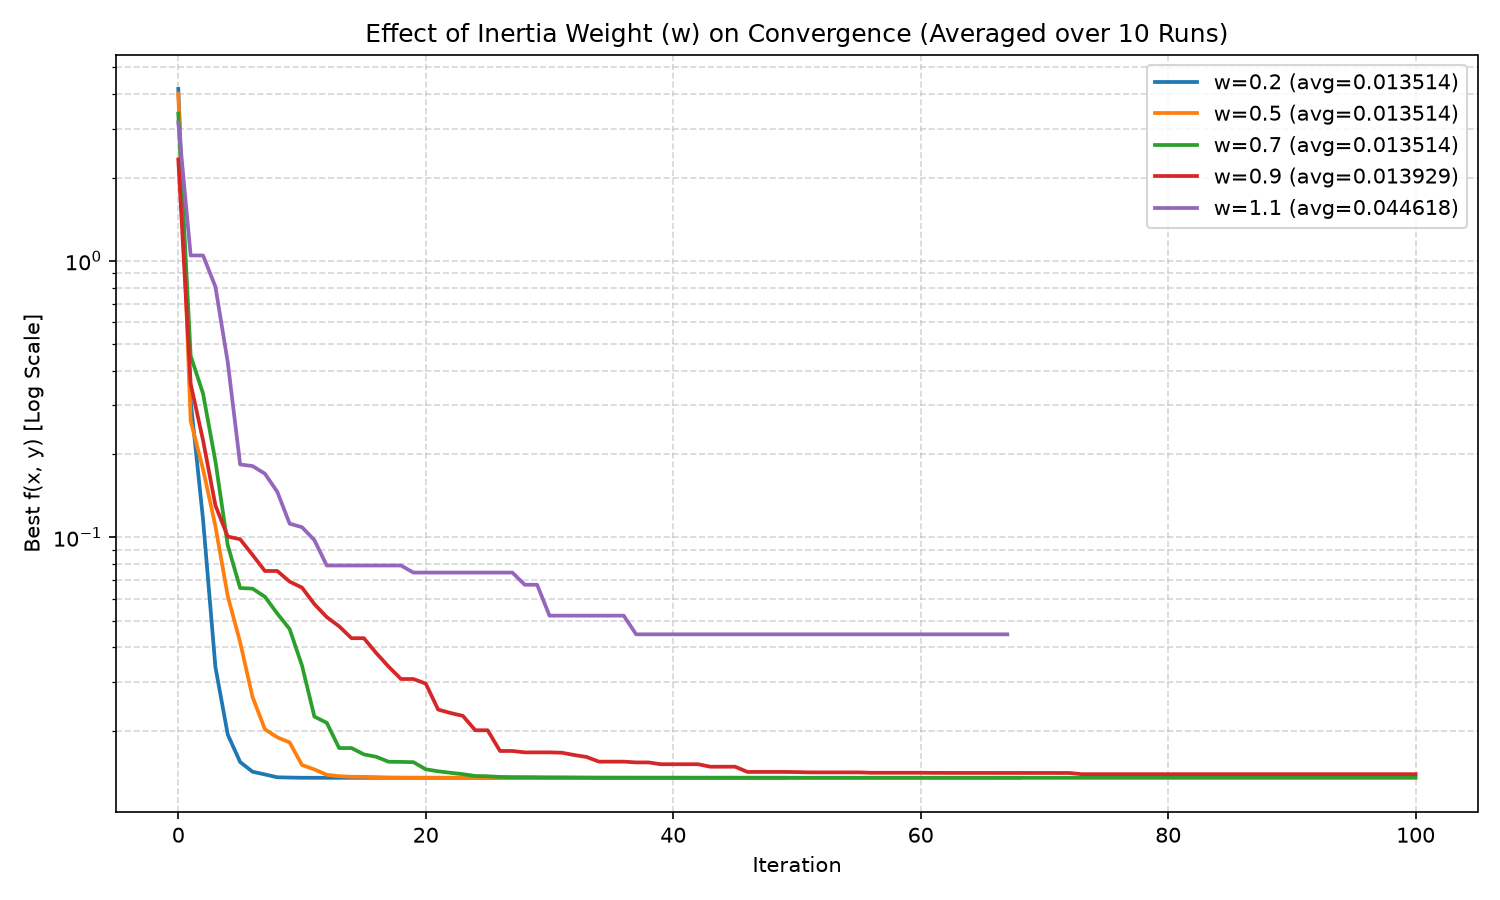 Effect of Inertia Weight (w) on Convergence (Averaged over 10 Runs)
w=0.2 (avg=0.013514)
w=0.5 (avg=0.013514)
w=0.7 (avg=0.013514)
w=0.9 (avg=0.013929)
w=1.1 (avg=0.044618)
Best f(x, y) [Log Scale]
10⁰
10⁻¹
0 20 40 60 80 100
Iteration